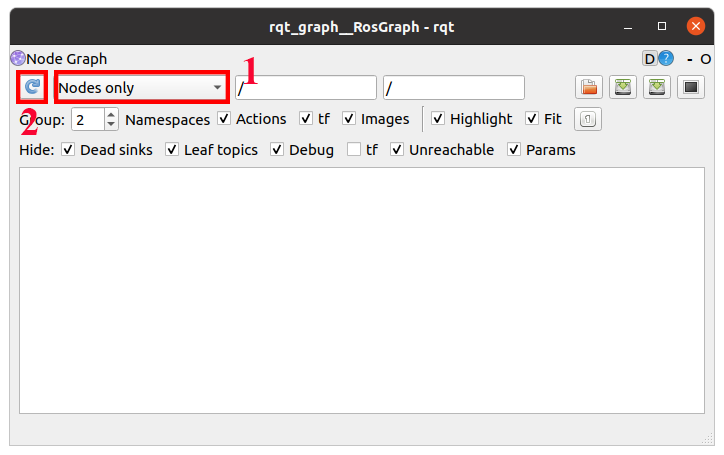 rqt_graph__RosGraph - rqt
Node Graph D ? - O
1
Nodes only / /
2
Group: 2 Namespaces Actions tf Images Highlight Fit
Hide: Dead sinks Leaf topics Debug tf Unreachable Params